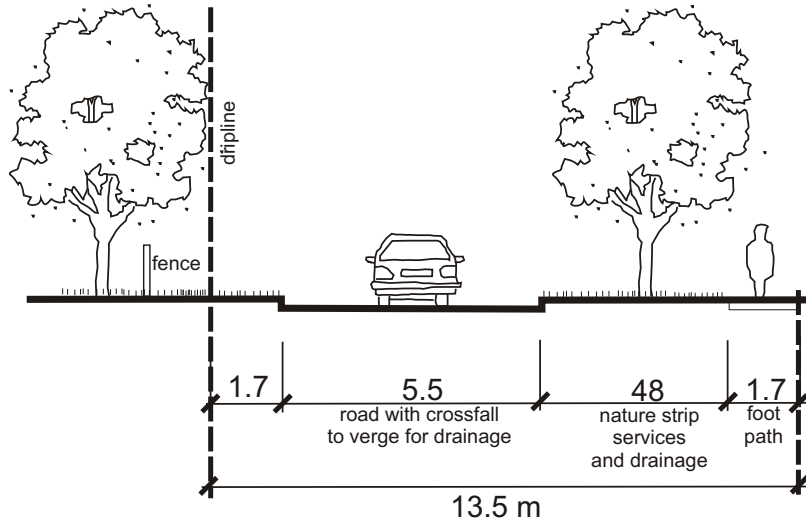 dripline
fence
1.7
5.5
48
1.7
road with crossfall
to verge for drainage
nature strip
services
and drainage
foot
path
13.5 m